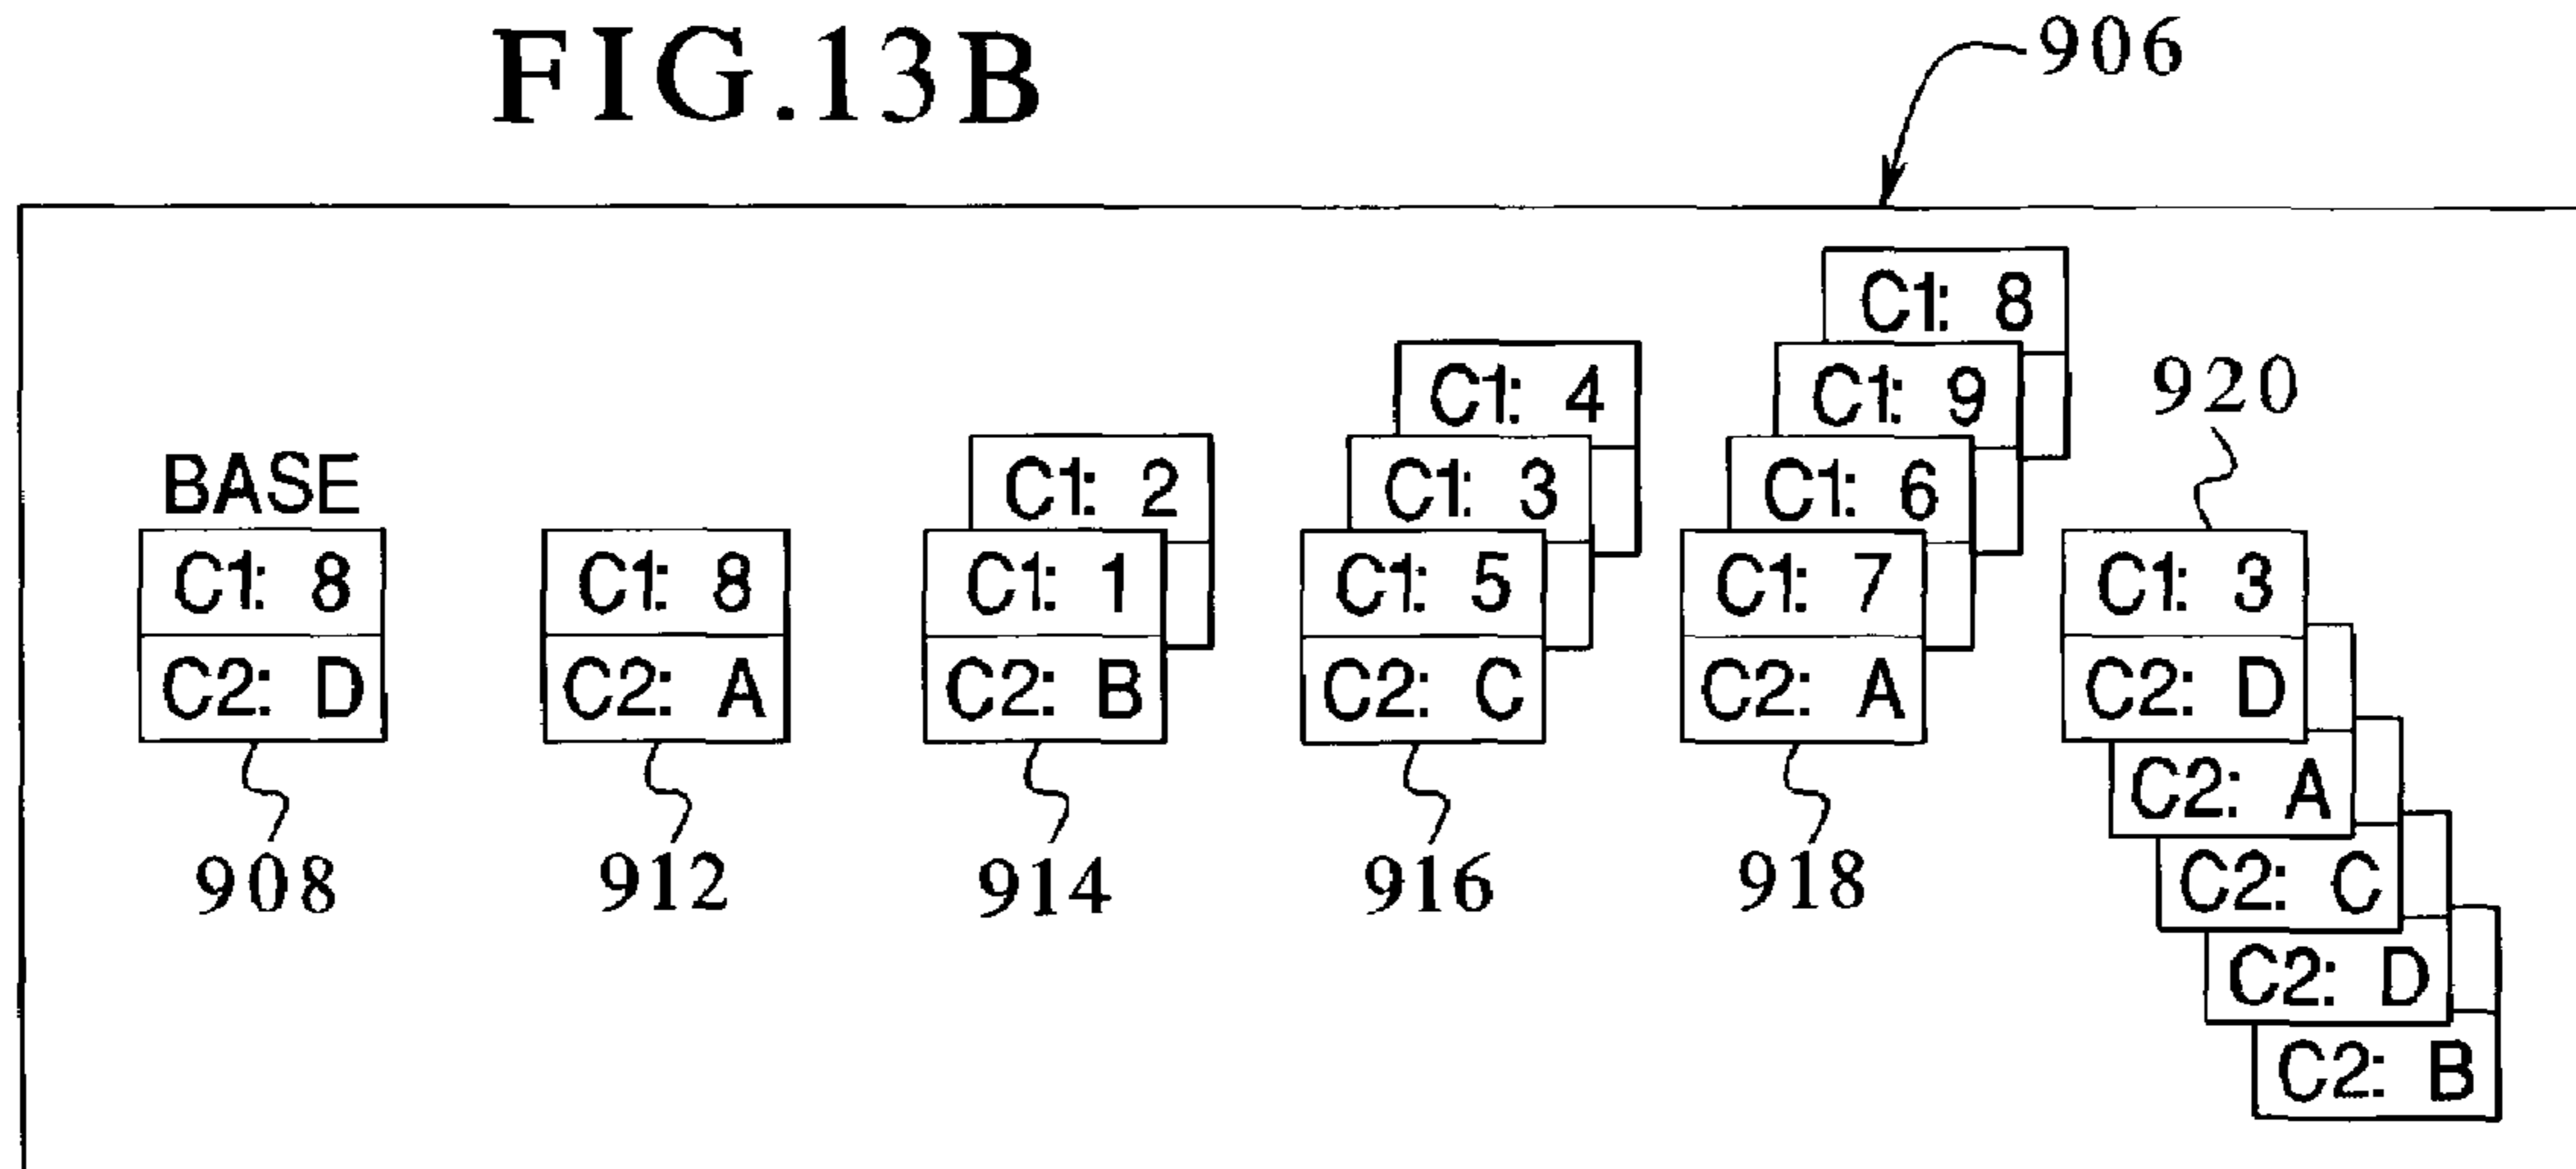 FIG.13B
906
C1: 8
C1: 4 C1: 9 920
BASE C1: 2 C1: 3 C1: 6
C1: 8 C1: 8 C1: 1 C1: 5 C1: 7 C1: 3
C2: D C2: A C2: B C2: C C2: A C2: D
C2: A
908 912 914 916 918 C2: C
C2: D
C2: B